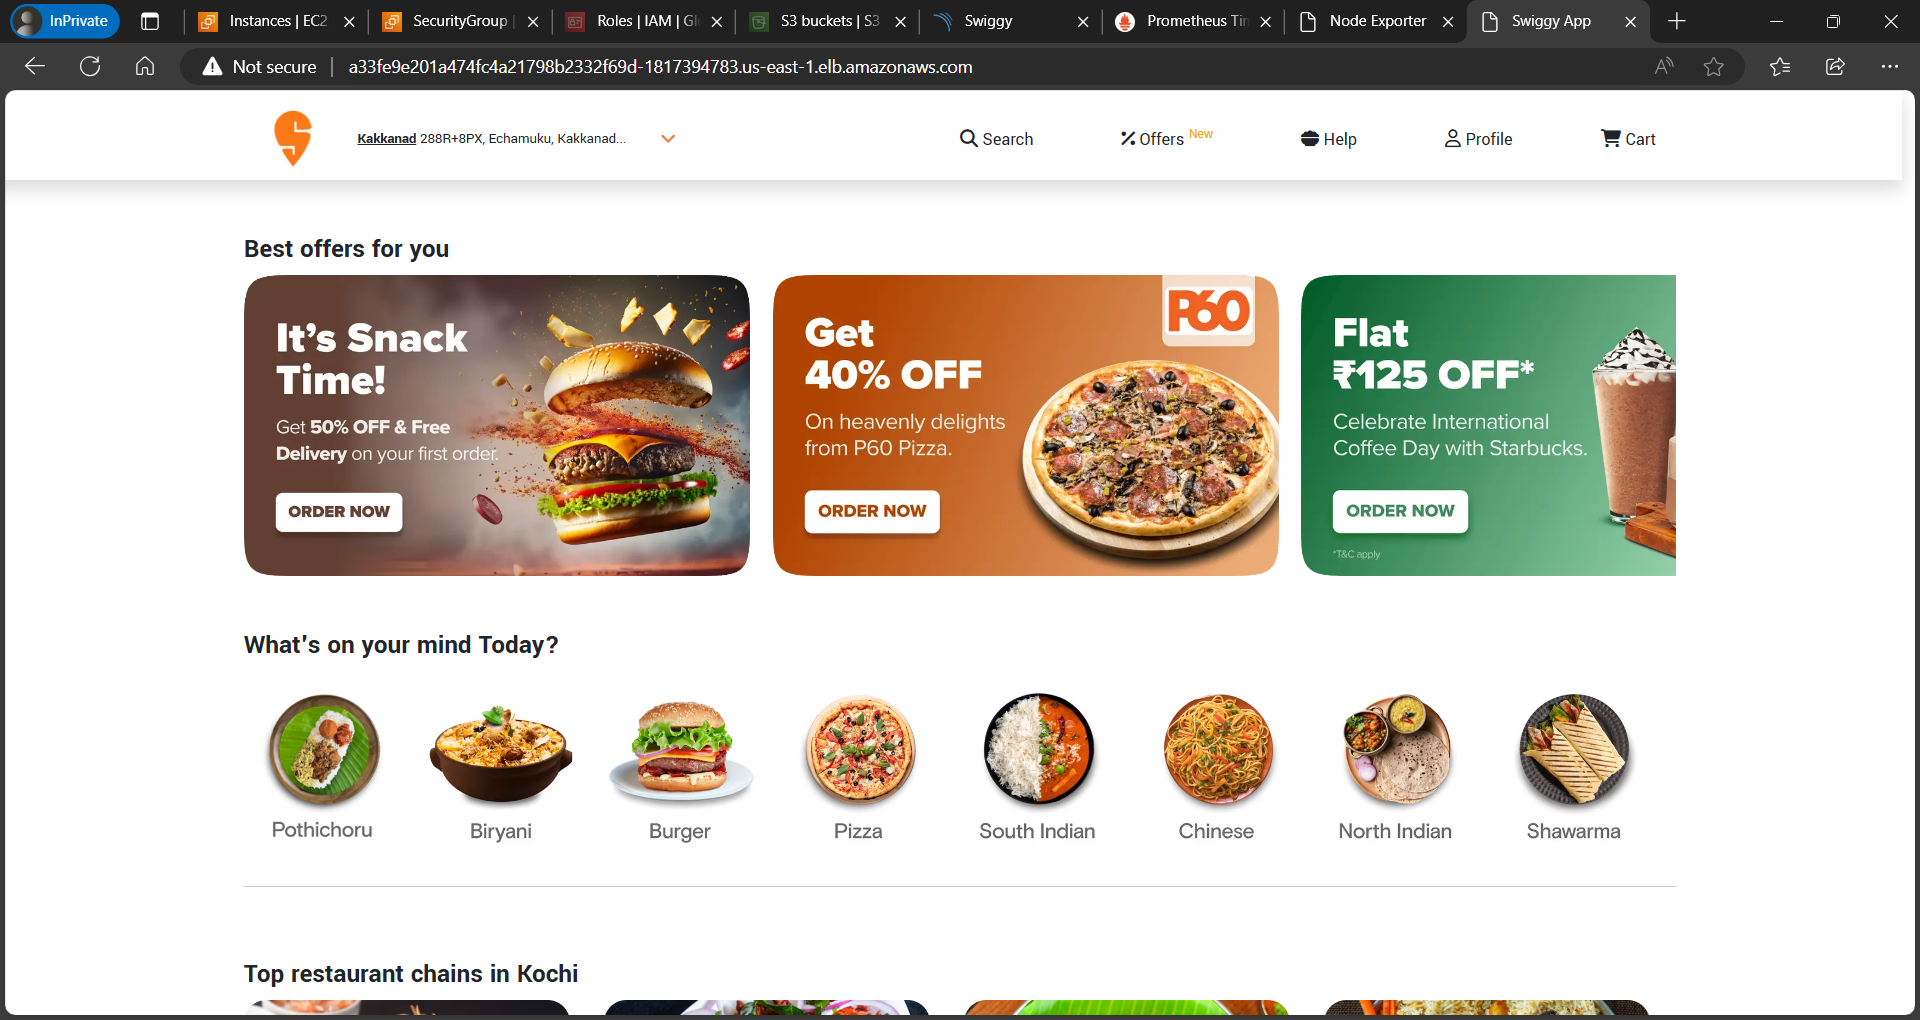 InPrivate
Instances | EC2
SecurityGroup |
Roles | IAM | Gl
S3 buckets | S3
Swiggy
Prometheus Tim
Node Exporter
Swiggy App
Not secure
a33fe9e201a474fc4a21798b2332f69d-1817394783.us-east-1.elb.amazonaws.com
Kakkanad 288R+8PX, Echamuku, Kakkanad...
Search
Offers New
Help
Profile
Cart
Best offers for you
It's Snack
Time!
Get 50% OFF & Free
Delivery on your first order.
ORDER NOW
P60
Get
40% OFF
On heavenly delights
from P60 Pizza.
ORDER NOW
Flat
₹125 OFF*
Celebrate International
Coffee Day with Starbucks.
ORDER NOW
*T&C apply
What's on your mind Today?
Pothichoru
Biryani
Burger
Pizza
South Indian
Chinese
North Indian
Shawarma
Top restaurant chains in Kochi